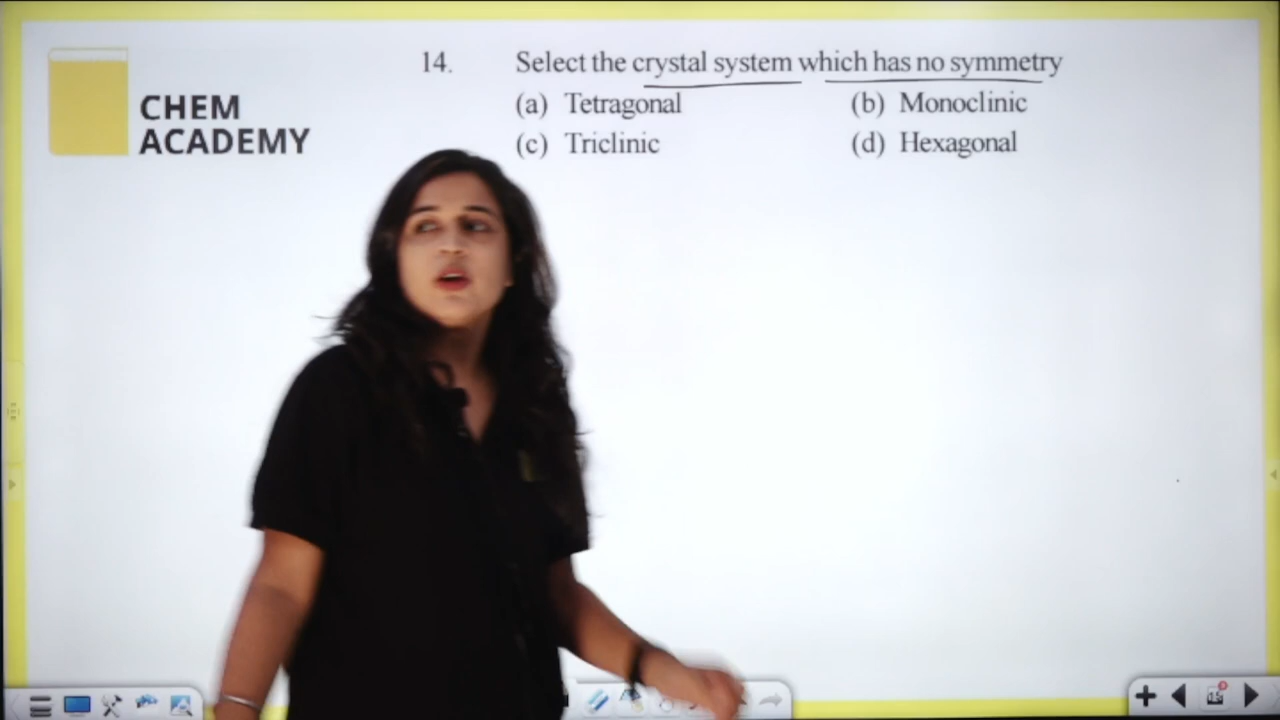 CHEM
ACADEMY
14. Select the crystal system which has no symmetry
(a) Tetragonal (b) Monoclinic
(c) Triclinic (d) Hexagonal